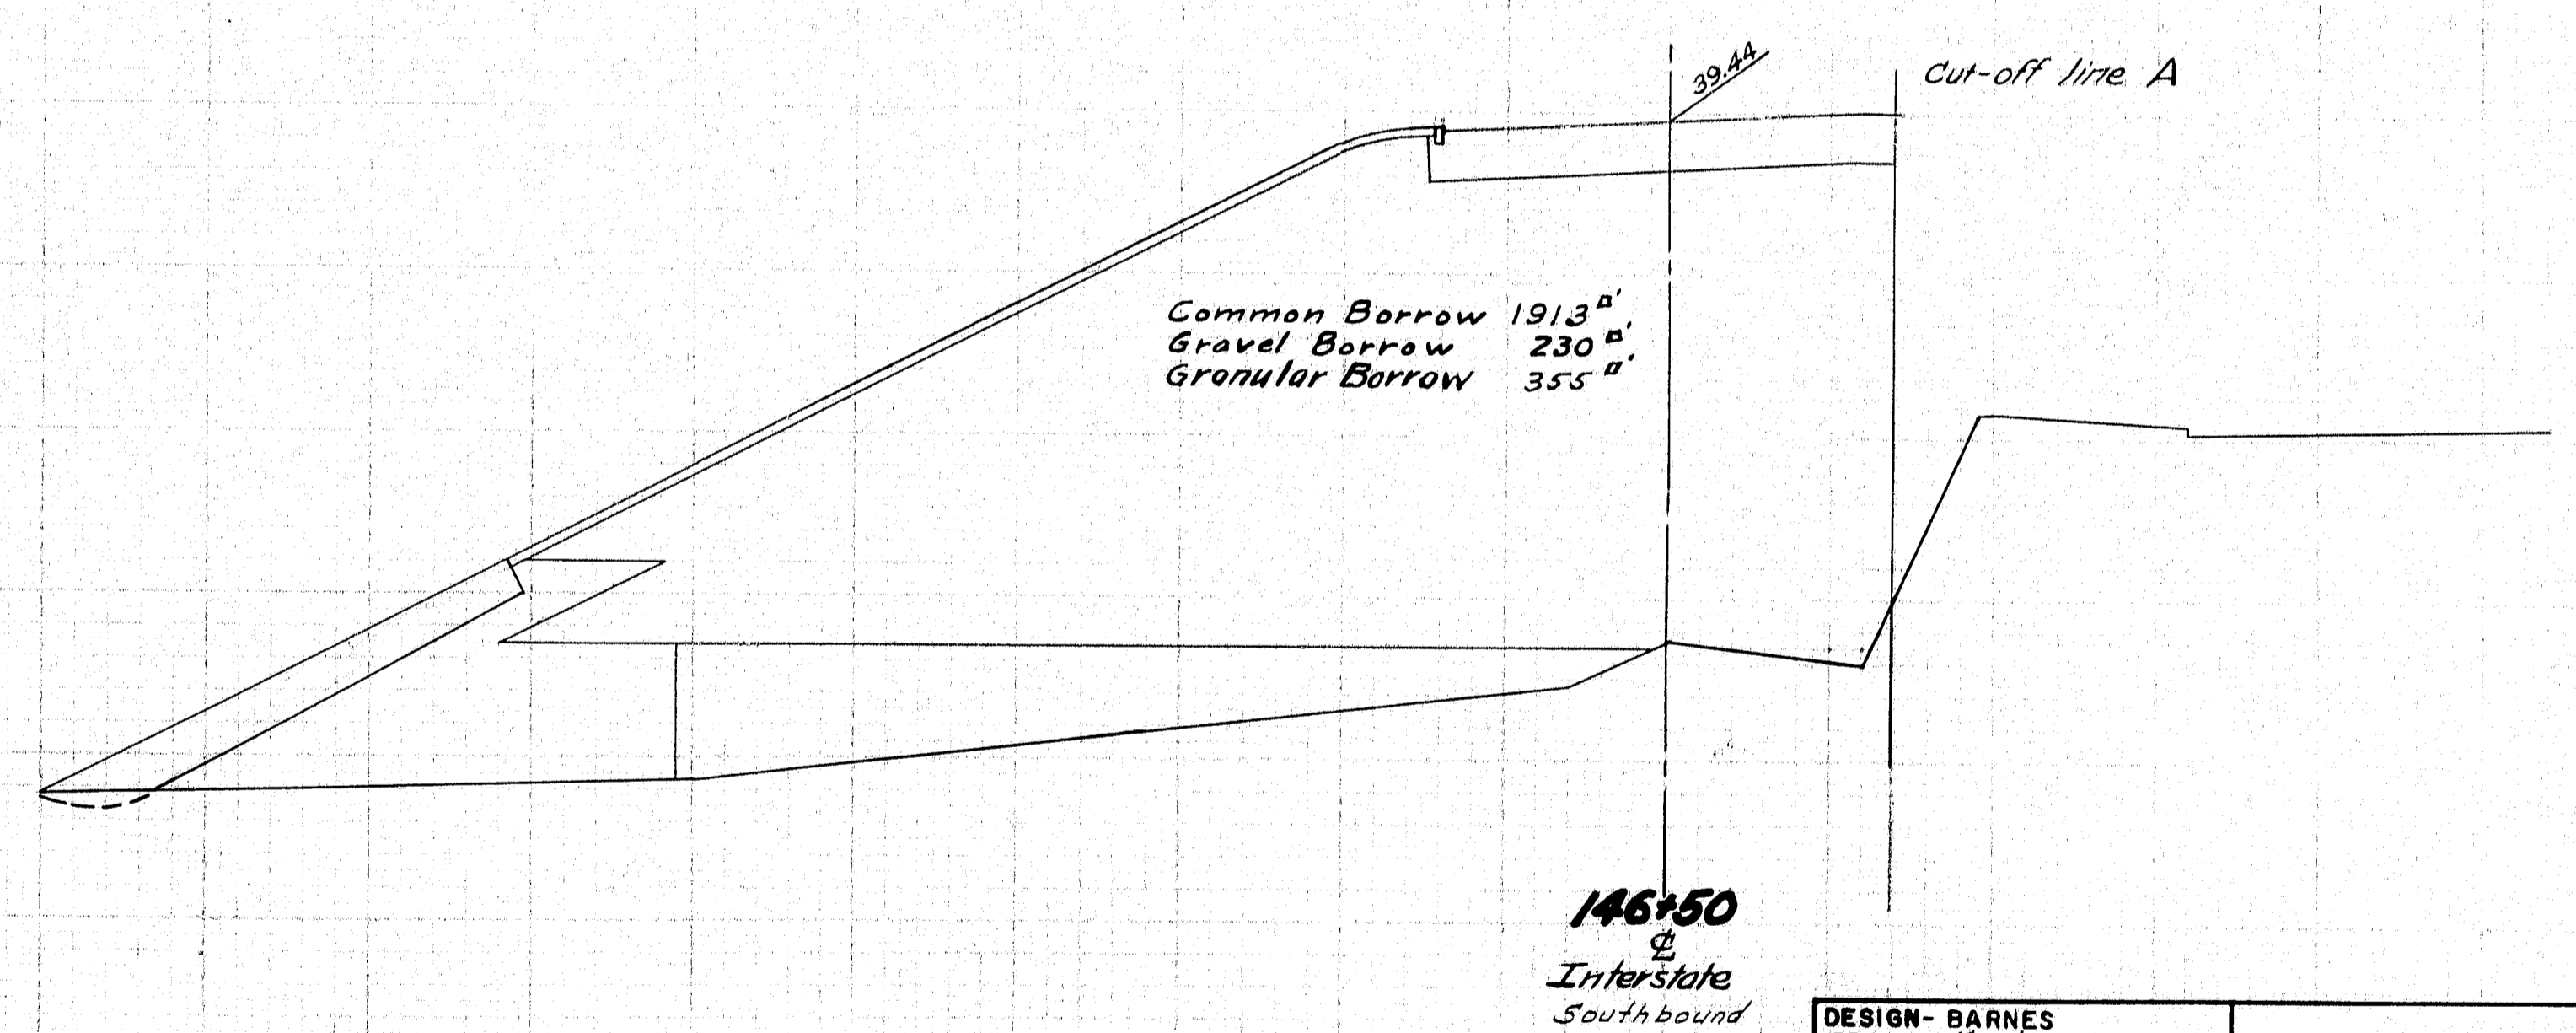 39.44
Cut-off line A
Common Borrow 1913 □'
Gravel Borrow 230 □'
Granular Borrow 355 □'
146+50
℄
Interstate
Southbound
DESIGN- BARNES